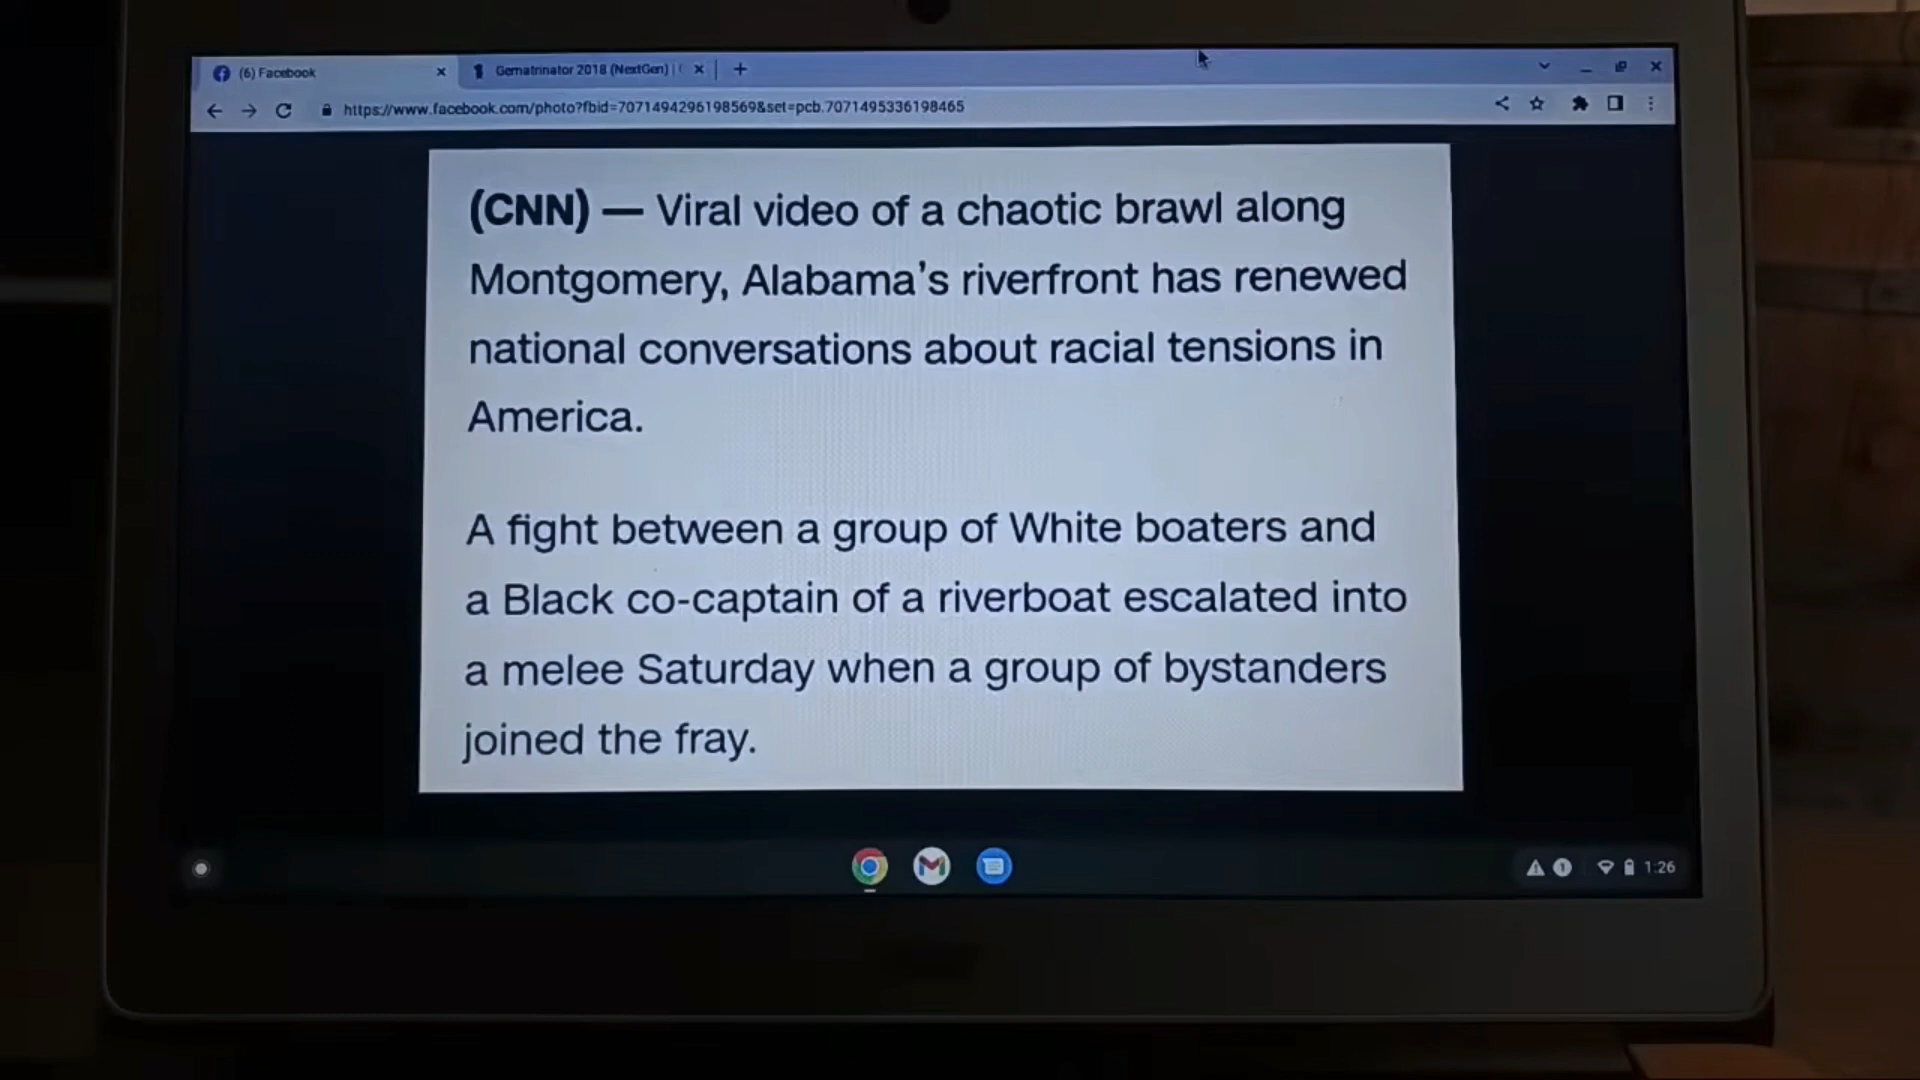 (6) Facebook
Gematrinator 2018 (NextGen) |
https://www.facebook.com/photo?fbid=7071494296198569&set=pcb.7071495336198465
(CNN) — Viral video of a chaotic brawl along
Montgomery, Alabama's riverfront has renewed
national conversations about racial tensions in
America.
A fight between a group of White boaters and
a Black co-captain of a riverboat escalated into
a melee Saturday when a group of bystanders
joined the fray.
1
1:26